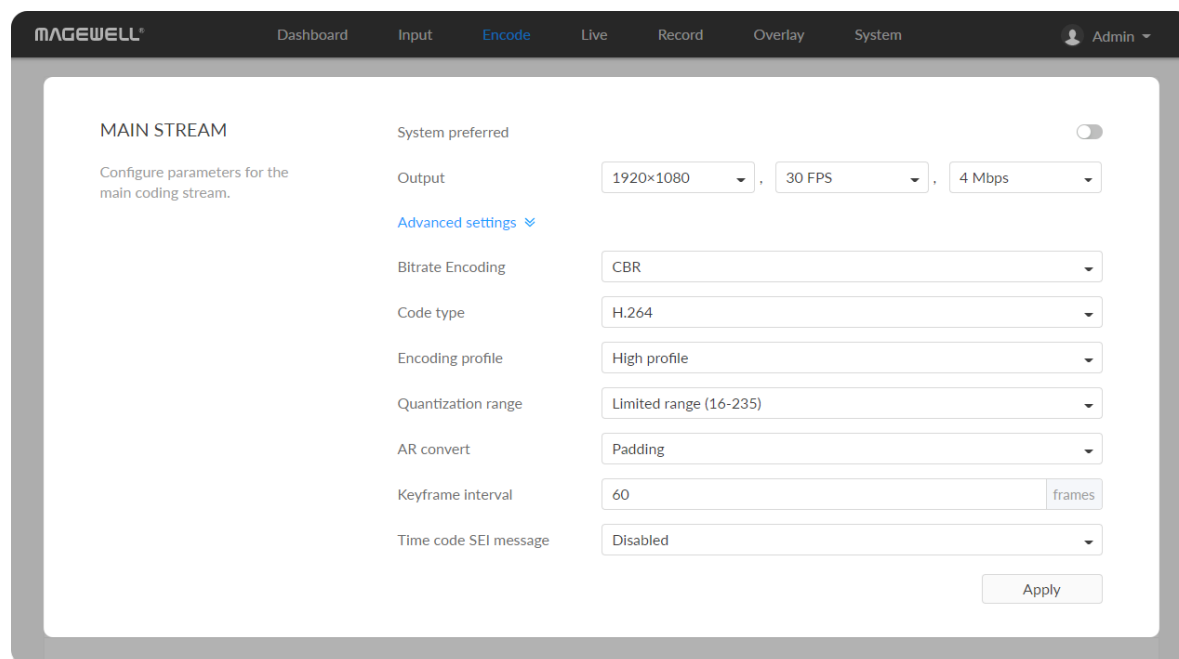 MAGEWELL® Dashboard Input Encode Live Record Overlay System Admin
MAIN STREAM
Configure parameters for the
main coding stream.
System preferred
Output 1920×1080 , 30 FPS , 4 Mbps
Advanced settings
Bitrate Encoding CBR
Code type H.264
Encoding profile High profile
Quantization range Limited range (16-235)
AR convert Padding
Keyframe interval 60 frames
Time code SEI message Disabled
Apply